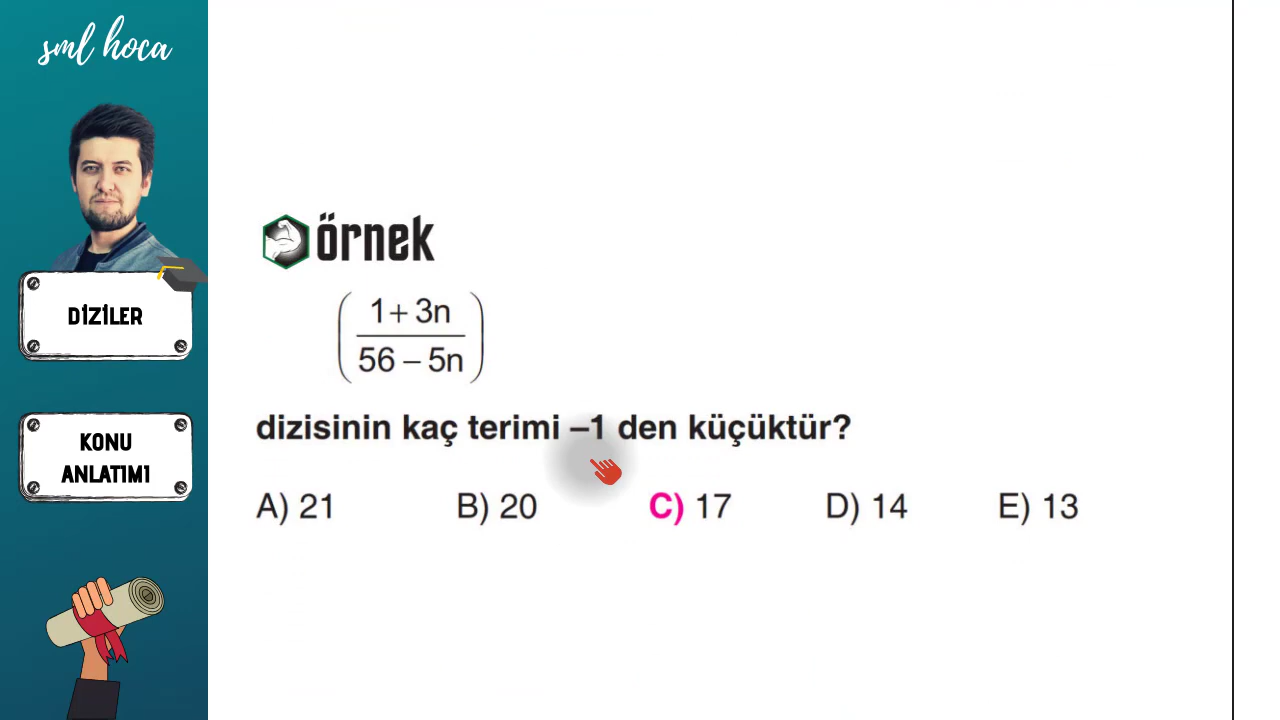 sml hoca
DİZİLER
KONU
ANLATIMI
örnek
(1+ 3n / 56 – 5n)
dizisinin kaç terimi –1 den küçüktür?
A) 21 B) 20 C) 17 D) 14 E) 13